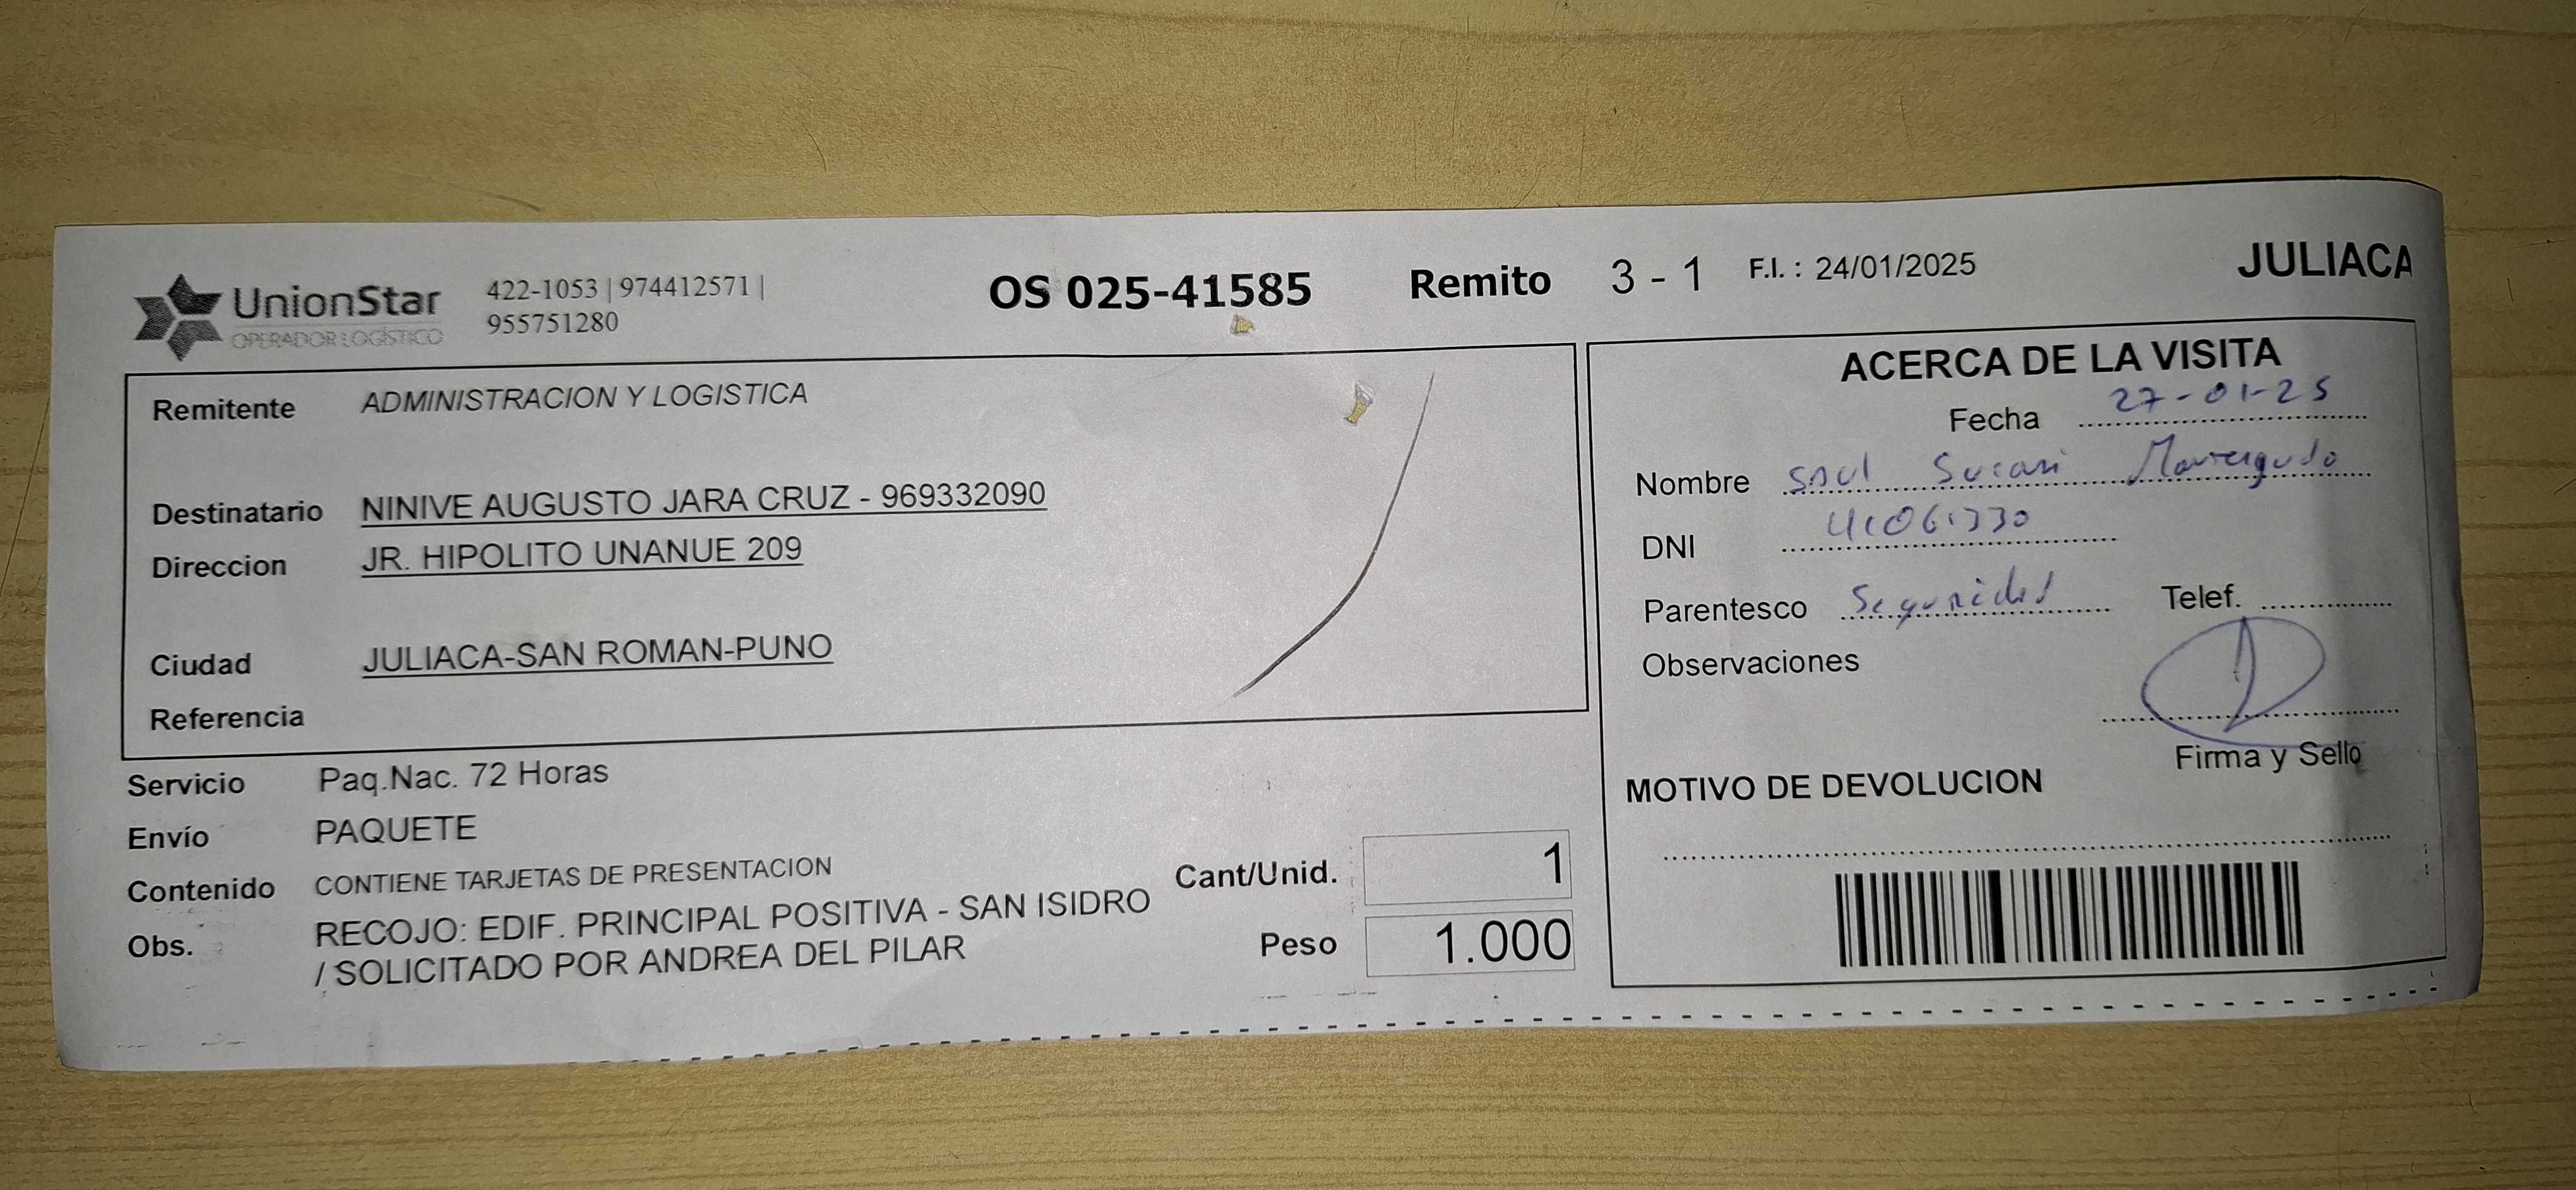 UnionStar
OPERADOR LOGÍSTICO
422-1053 | 974412571 |
955751280
OS 025-41585 Remito 3 - 1 F.I. : 24/01/2025 JULIACA
Remitente ADMINISTRACION Y LOGISTICA
Destinatario NINIVE AUGUSTO JARA CRUZ - 969332090
Direccion JR. HIPOLITO UNANUE 209
Ciudad JULIACA-SAN ROMAN-PUNO
Referencia
Servicio Paq.Nac. 72 Horas
Envío PAQUETE
Contenido CONTIENE TARJETAS DE PRESENTACION
Obs. RECOJO: EDIF. PRINCIPAL POSITIVA - SAN ISIDRO
/ SOLICITADO POR ANDREA DEL PILAR
Cant/Unid. 1
Peso 1.000
ACERCA DE LA VISITA
Fecha 27-01-25
Nombre Saul Sucari
DNI
Parentesco Seguridad Telef.
Observaciones
Firma y Sello
MOTIVO DE DEVOLUCION